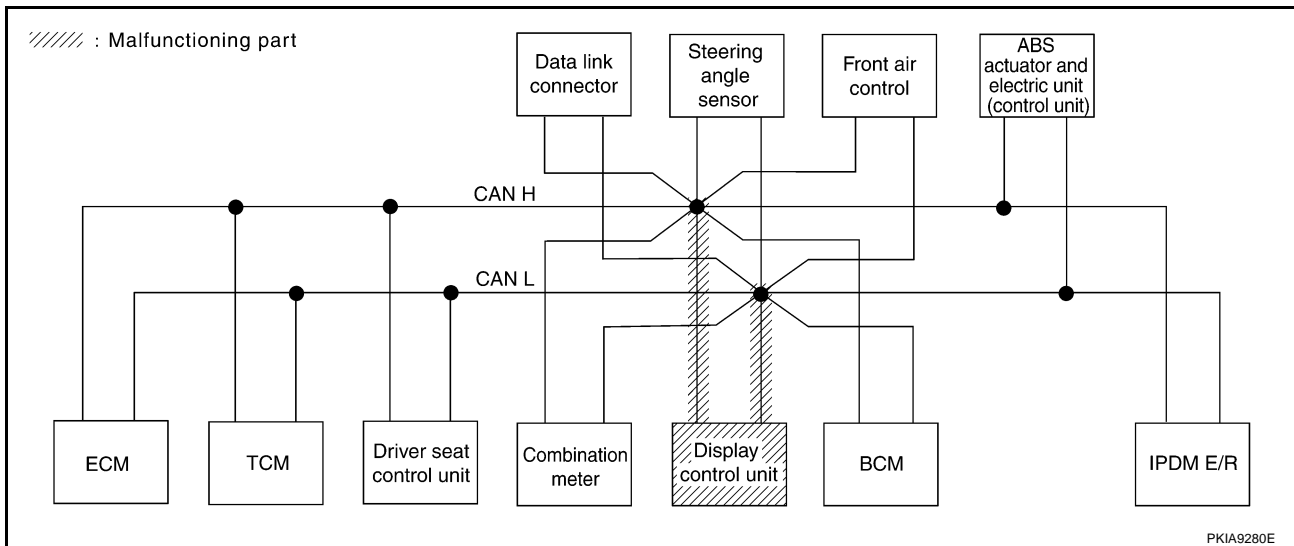 : Malfunctioning part
Data link
connector
Steering
angle
sensor
Front air
control
ABS
actuator and
electric unit
(control unit)
CAN H
CAN L
ECM
TCM
Driver seat
control unit
Combination
meter
Display
control unit
BCM
IPDM E/R
PKIA9280E